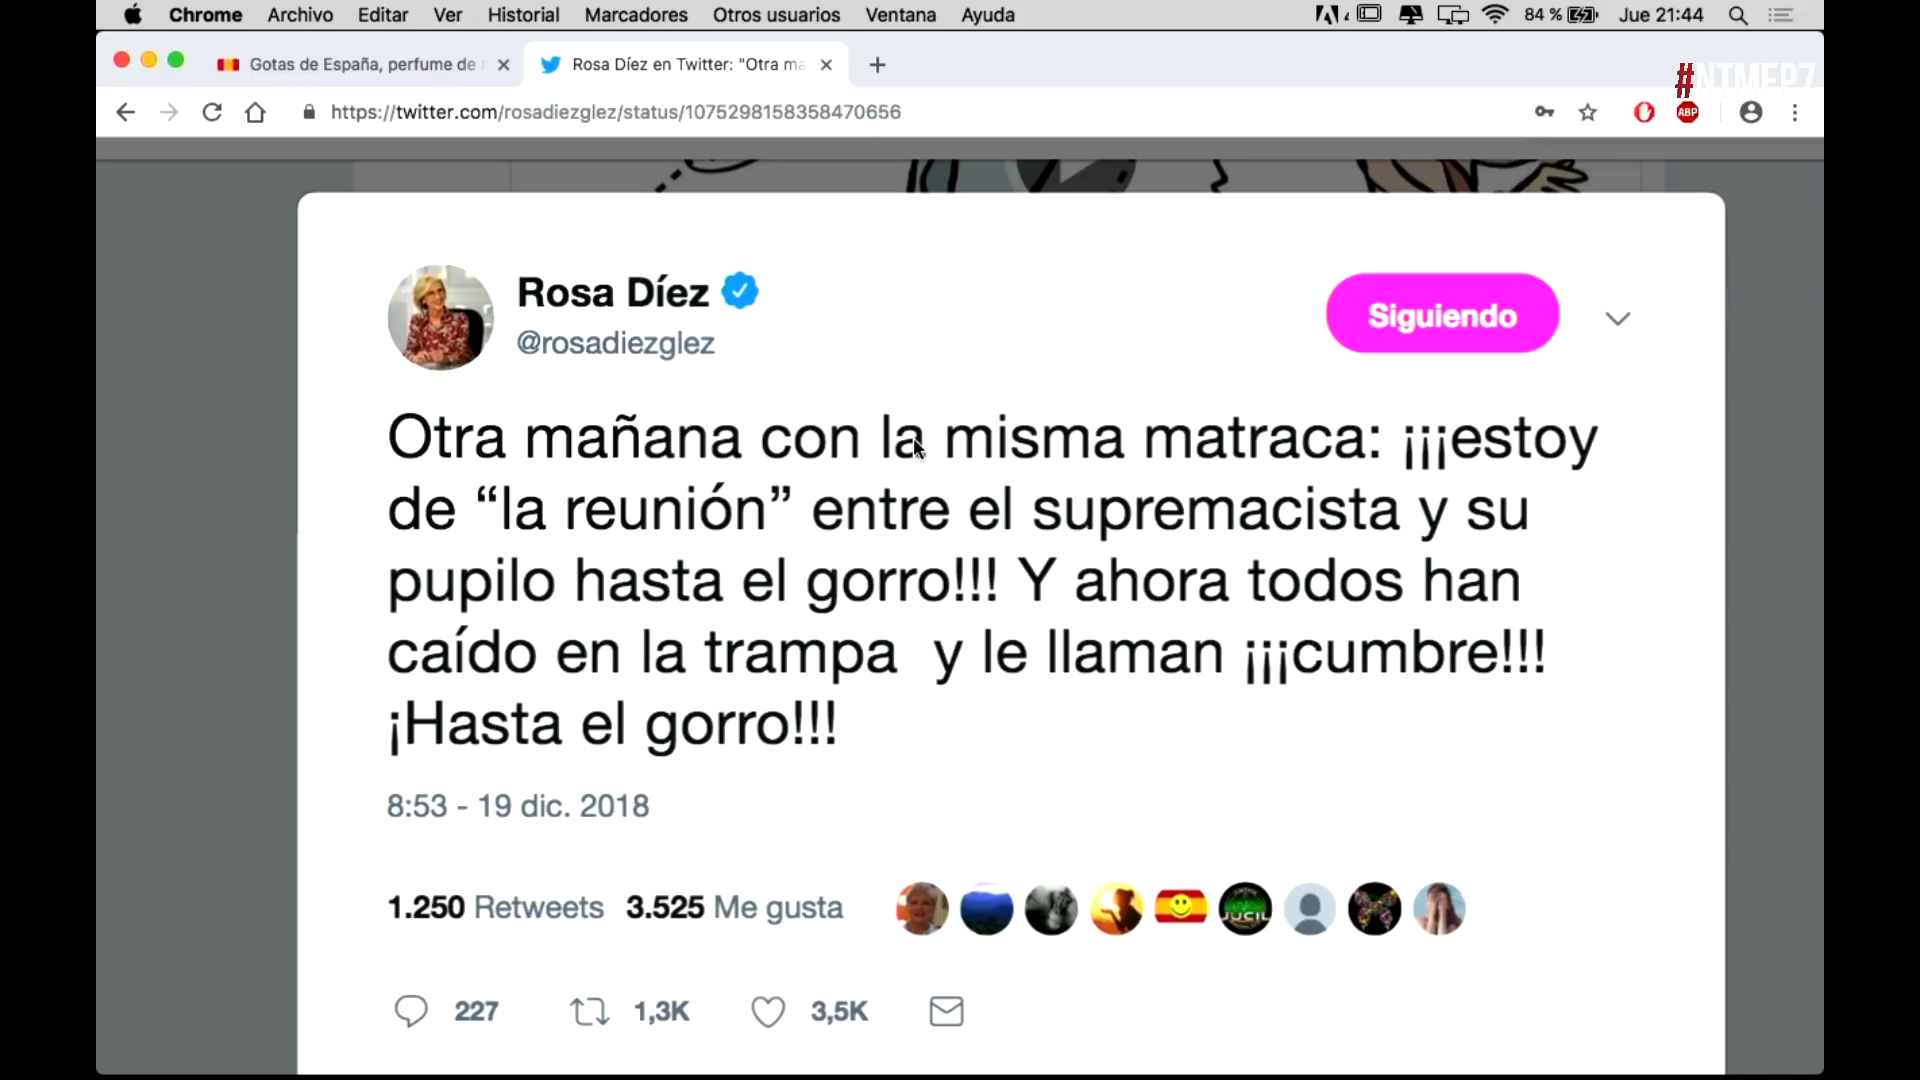 Chrome Archivo Editar Ver Historial Marcadores Otros usuarios Ventana Ayuda 84 % Jue 21:44
Gotas de España, perfume de Rosa Díez en Twitter: "Otra ma
#NTMEP7
https://twitter.com/rosadiezglez/status/1075298158358470656 ABP
Rosa Díez
@rosadiezglez
Siguiendo
Otra mañana con la misma matraca: ¡¡¡estoy
de “la reunión” entre el supremacista y su
pupilo hasta el gorro!!! Y ahora todos han
caído en la trampa y le llaman ¡¡¡cumbre!!!
¡Hasta el gorro!!!
8:53 - 19 dic. 2018
1.250 Retweets 3.525 Me gusta JUCIL
227 1,3K 3,5K